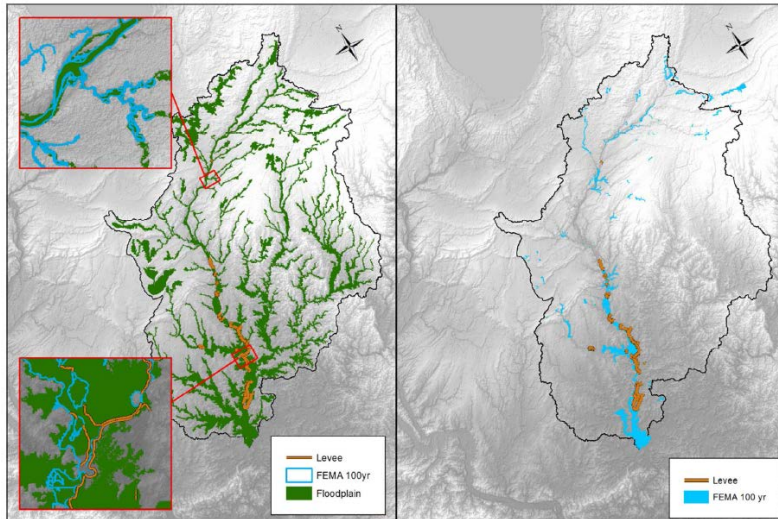 N
Levee
FEMA 100yr
Floodplain
N
Levee
FEMA 100 yr